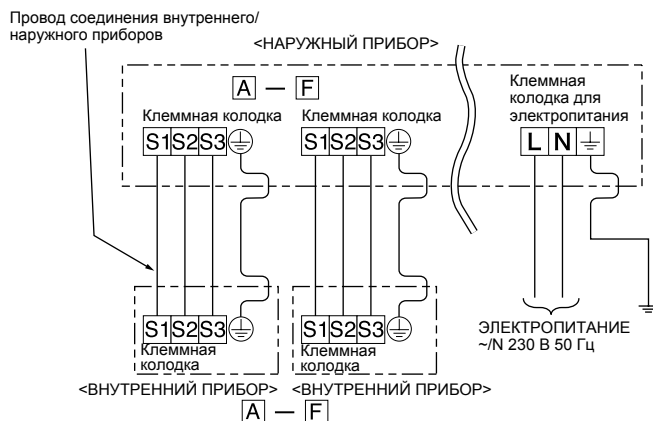 Провод соединения внутреннего/
наружного приборов
<НАРУЖНЫЙ ПРИБОР>
A — F
Клеммная колодка
Клеммная колодка
Клеммная
колодка для
электропитания
S1 S2 S3
S1 S2 S3
L N
S1 S2 S3
S1 S2 S3
Клеммная
колодка
Клеммная
колодка
ЭЛЕКТРОПИТАНИЕ
~/N 230 В 50 Гц
<ВНУТРЕННИЙ ПРИБОР>
<ВНУТРЕННИЙ ПРИБОР>
A — F